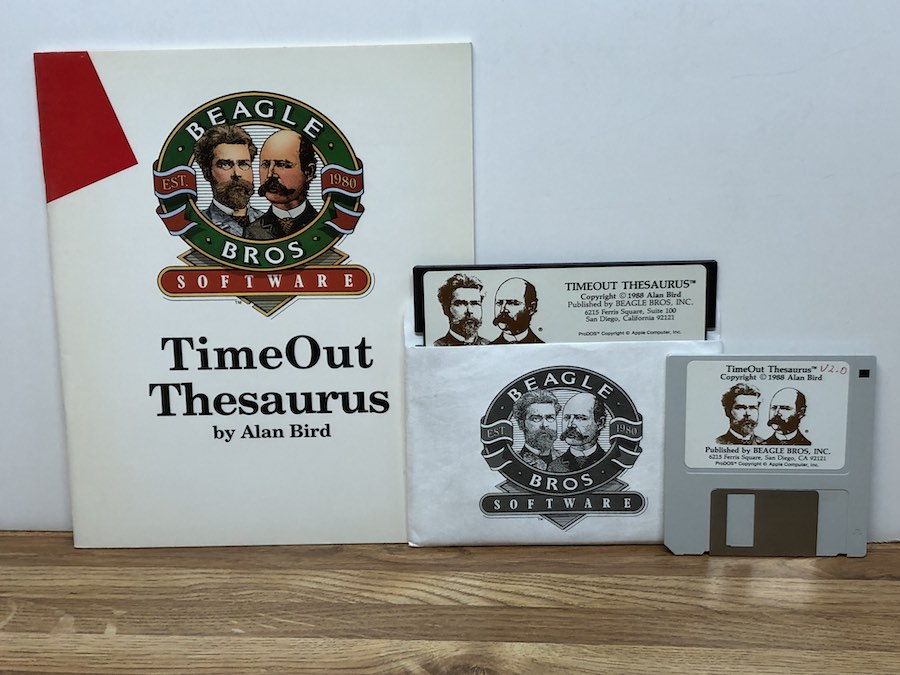 BEAGLE
EST. 1980
BROS
SOFTWARE
™
TimeOut
Thesaurus
by Alan Bird
TIMEOUT THESAURUS™
Copyright © 1988 Alan Bird
Published by BEAGLE BROS, INC.
6215 Ferris Square, Suite 100
San Diego, California 92121
®
ProDOS® Copyright © Apple Computer, Inc.
BEAGLE
EST. 1980
BROS
SOFTWARE
™
TimeOut Thesaurus™ V2.0
Copyright © 1988 Alan Bird
®
Published by BEAGLE BROS, INC.
6215 Ferris Square, San Diego, CA 92121
ProDOS® Copyright © Apple Computer, Inc.